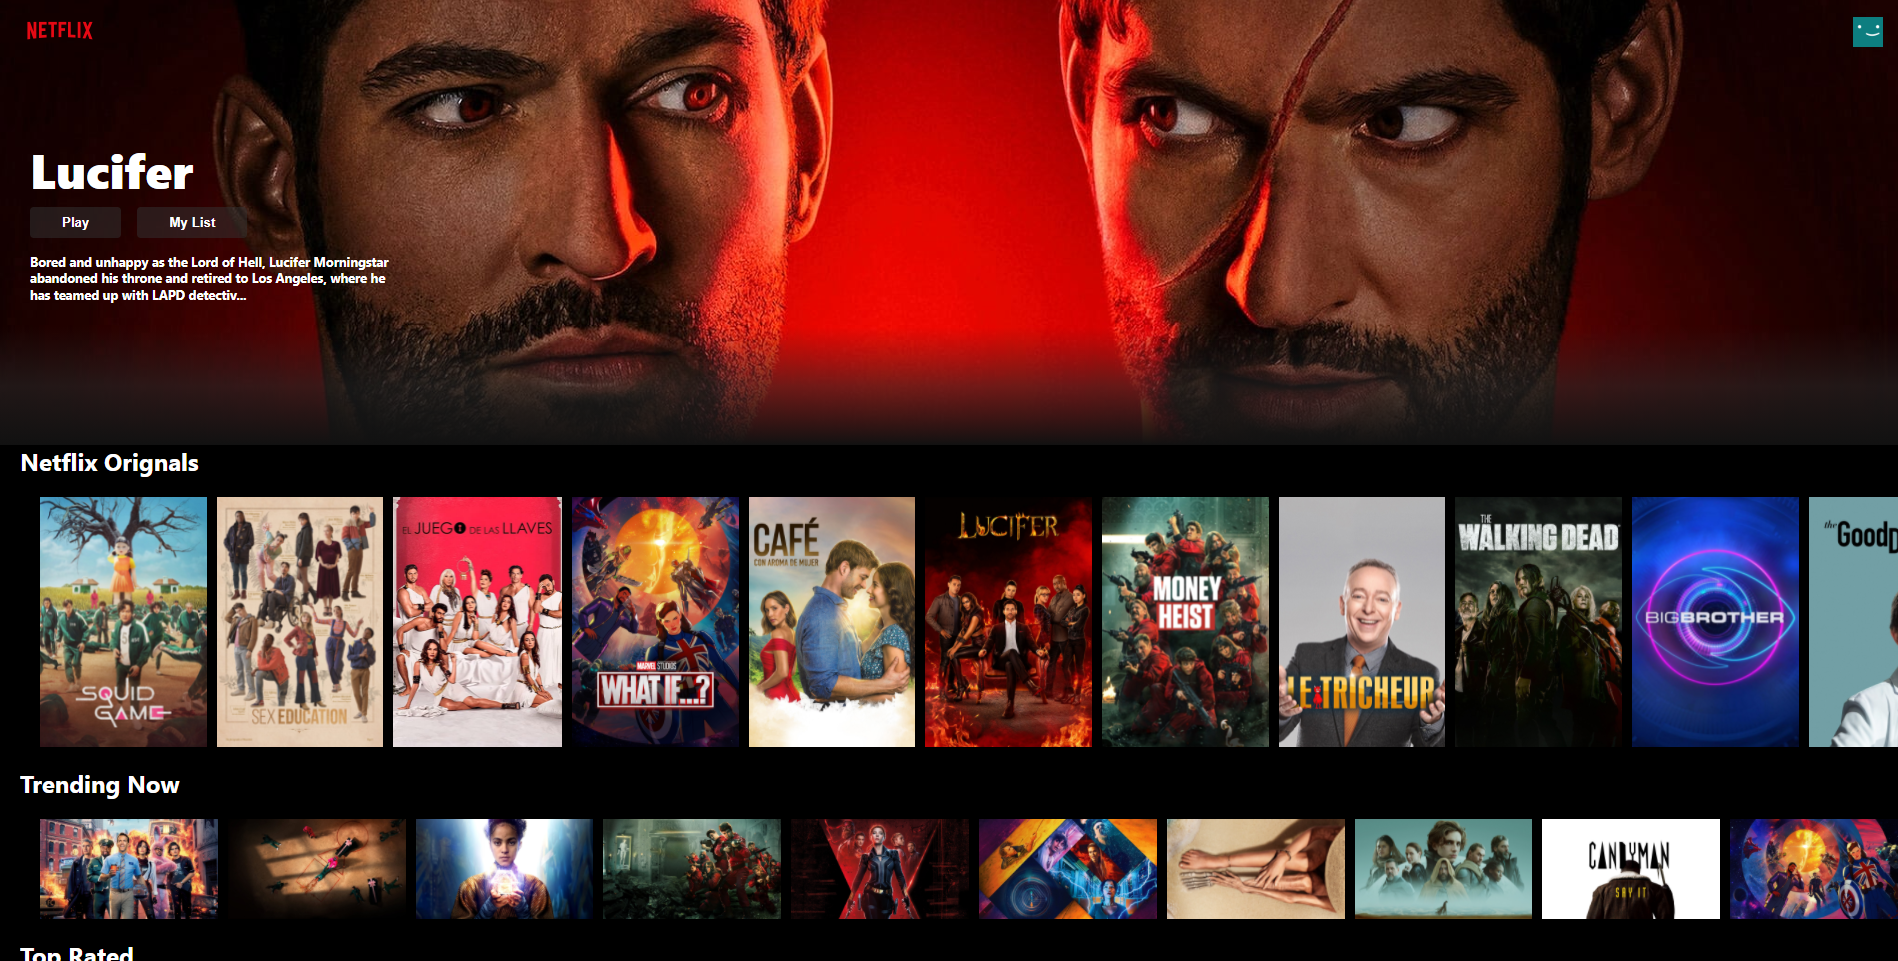 NETFLIX
Lucifer
Play
My List
Bored and unhappy as the Lord of Hell, Lucifer Morningstar
abandoned his throne and retired to Los Angeles, where he
has teamed up with LAPD detectiv...
Netflix Orignals
SQUID
GAME
SEX EDUCATION
EL JUEGO DE LAS LLAVES
MARVEL STUDIOS
WHAT IF...?
CAFÉ
CON AROMA DE MUJER
LUCIFER
MONEY
HEIST
LE TRICHEUR
THE
WALKING DEAD
BIGBROTHER
the
Good
Trending Now
CANDYMAN
SAY IT
Top Rated